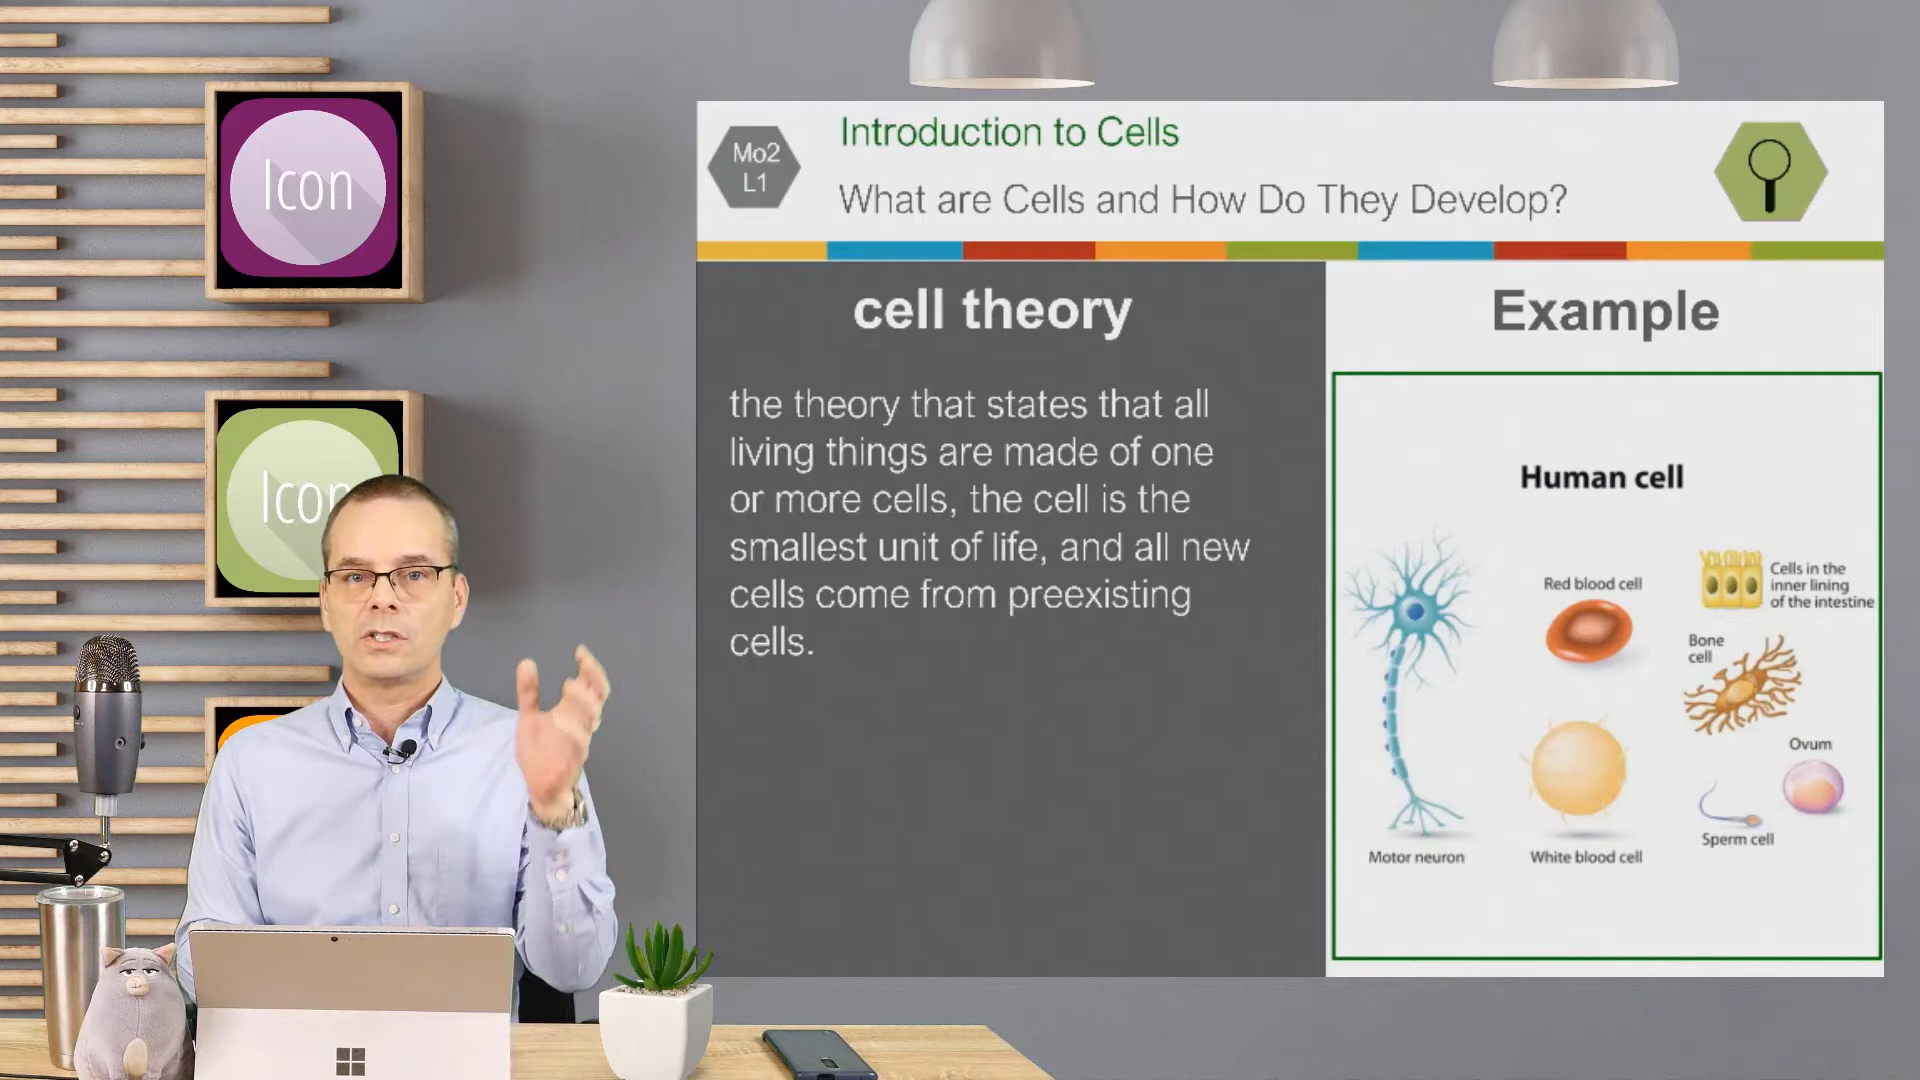 Icon
Icon
Mo2
L1
Introduction to Cells
What are Cells and How Do They Develop?
cell theory
the theory that states that all
living things are made of one
or more cells, the cell is the
smallest unit of life, and all new
cells come from preexisting
cells.
Example
Human cell
Motor neuron
Red blood cell
White blood cell
Cells in the
inner lining
of the intestine
Bone
cell
Ovum
Sperm cell